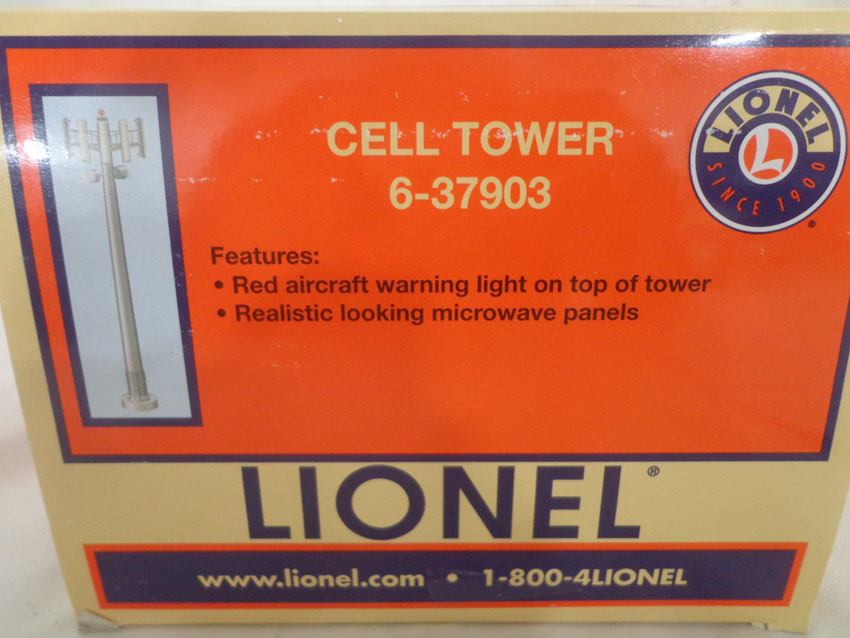 CELL TOWER
6-37903
LIONEL
L
SINCE 1900
®
Features:
• Red aircraft warning light on top of tower
• Realistic looking microwave panels
LIONEL®
www.lionel.com • 1-800-4LIONEL